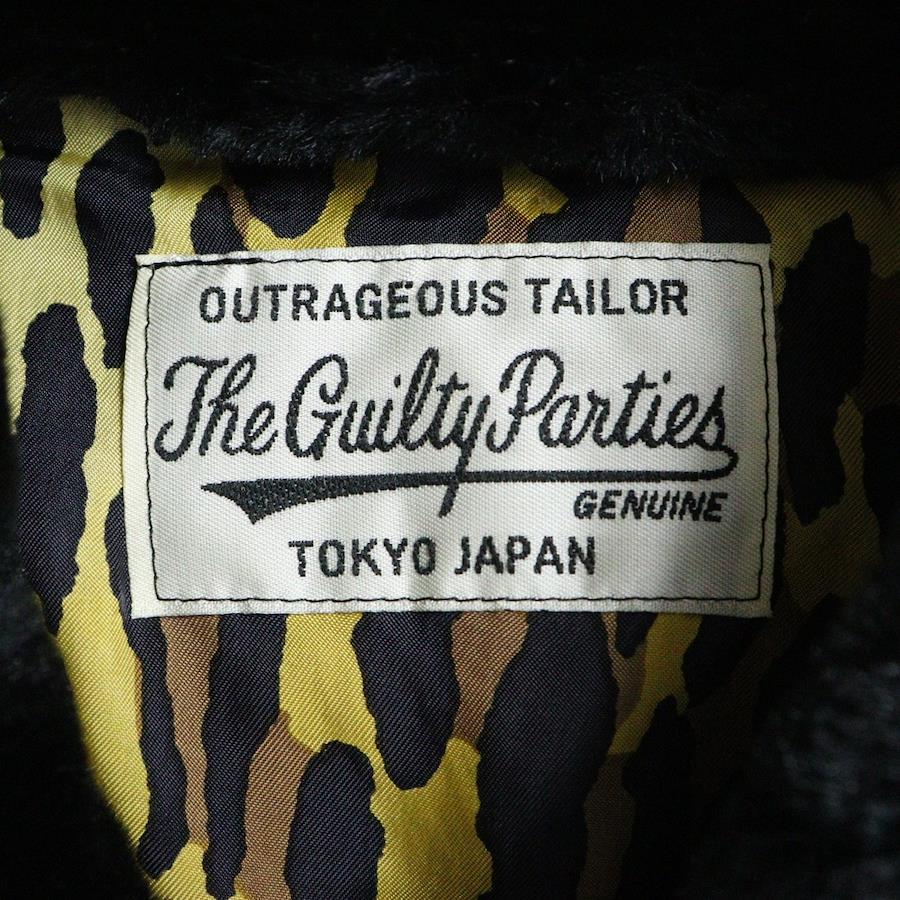 OUTRAGEOUS TAILOR
The Guilty Parties
GENUINE
TOKYO JAPAN